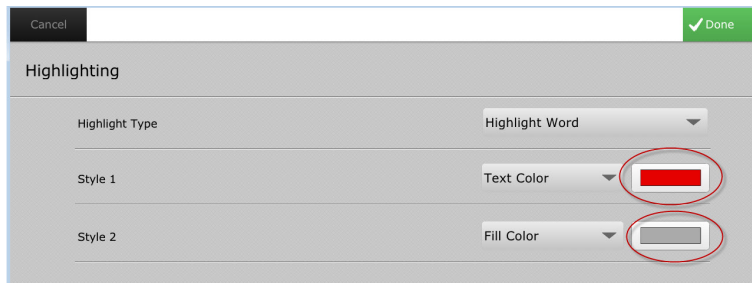 Cancel
Done
Highlighting
Highlight Type
Highlight Word
Style 1
Text Color
Style 2
Fill Color